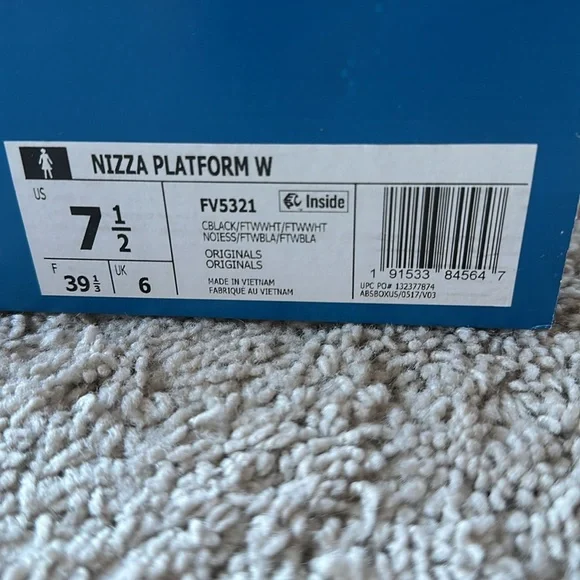 NIZZA PLATFORM W
US
7 1/2
F
39 1/3
UK
6
FV5321
Inside
CBLACK/FTWWHT/FTWWHT
NOIESS/FTWBLA/FTWBLA
ORIGINALS
ORIGINALS
MADE IN VIETNAM
FABRIQUÉ AU VIETNAM
1 91533 84564 7
UPC PO# 132377874
ABSBOXUS/0517/V03